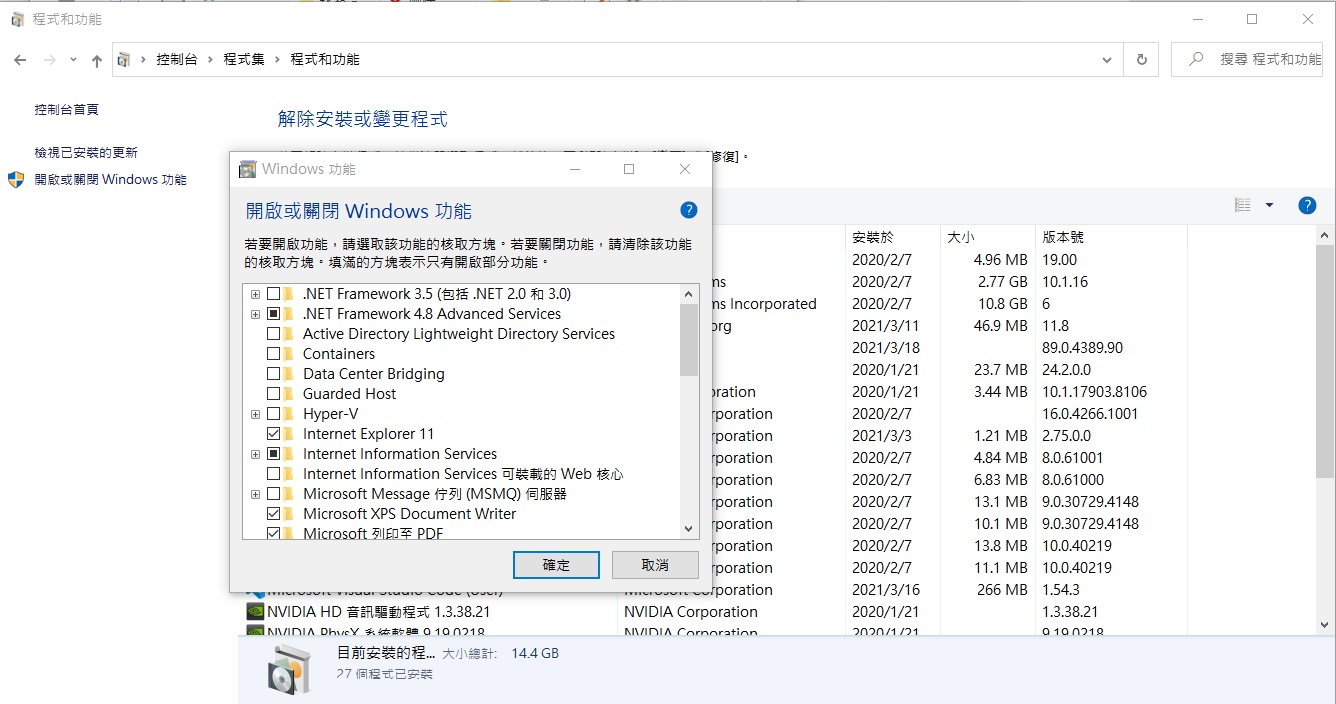 程式和功能
控制台 › 程式集 › 程式和功能
搜尋 程式和功能
控制台首頁
檢視已安裝的更新
開啟或關閉 Windows 功能
解除安裝或變更程式
修復]。
Windows 功能
開啟或關閉 Windows 功能
若要開啟功能，請選取該功能的核取方塊。若要關閉功能，請清除該功能
的核取方塊。填滿的方塊表示只有開啟部分功能。
.NET Framework 3.5 (包括 .NET 2.0 和 3.0)
.NET Framework 4.8 Advanced Services
Active Directory Lightweight Directory Services
Containers
Data Center Bridging
Guarded Host
Hyper-V
Internet Explorer 11
Internet Information Services
Internet Information Services 可裝載的 Web 核心
Microsoft Message 佇列 (MSMQ) 伺服器
Microsoft XPS Document Writer
Microsoft 列印至 PDF
確定 取消
安裝於 大小 版本號
2020/2/7 4.96 MB 19.00
ms 2020/2/7 2.77 GB 10.1.16
ms Incorporated 2020/2/7 10.8 GB 6
org 2021/3/11 46.9 MB 11.8
2021/3/18 89.0.4389.90
2020/1/21 23.7 MB 24.2.0.0
oration 2020/1/21 3.44 MB 10.1.17903.8106
rporation 2020/2/7 16.0.4266.1001
rporation 2021/3/3 1.21 MB 2.75.0.0
rporation 2020/2/7 4.84 MB 8.0.61001
rporation 2020/2/7 6.83 MB 8.0.61000
rporation 2020/2/7 13.1 MB 9.0.30729.4148
rporation 2020/2/7 10.1 MB 9.0.30729.4148
rporation 2020/2/7 13.8 MB 10.0.40219
rporation 2020/2/7 11.1 MB 10.0.40219
Microsoft Visual Studio Code (User) Microsoft Corporation 2021/3/16 266 MB 1.54.3
NVIDIA HD 音訊驅動程式 1.3.38.21 NVIDIA Corporation 2020/1/21 1.3.38.21
NVIDIA PhysX 系統軟體 9.19.0218 NVIDIA Corporation 2020/1/21 9.19.0218
目前安裝的程... 大小總計: 14.4 GB
27 個程式已安裝